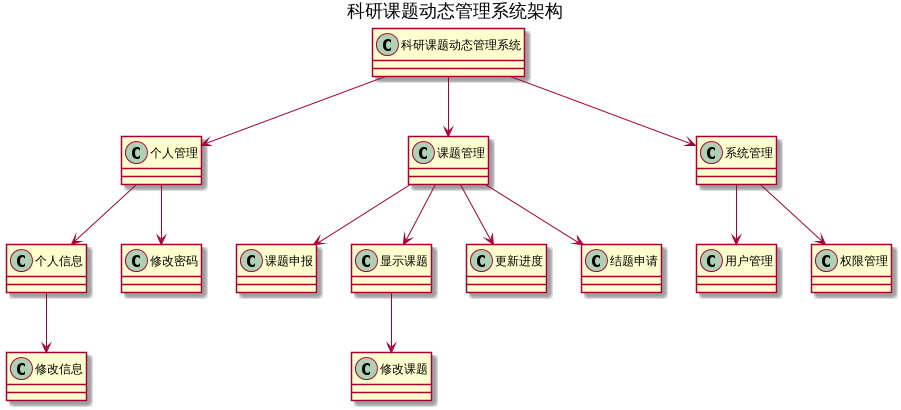 科研课题动态管理系统架构
C 科研课题动态管理系统
C 个人管理
C 课题管理
C 系统管理
C 个人信息
C 修改密码
C 课题申报
C 显示课题
C 更新进度
C 结题申请
C 用户管理
C 权限管理
C 修改信息
C 修改课题